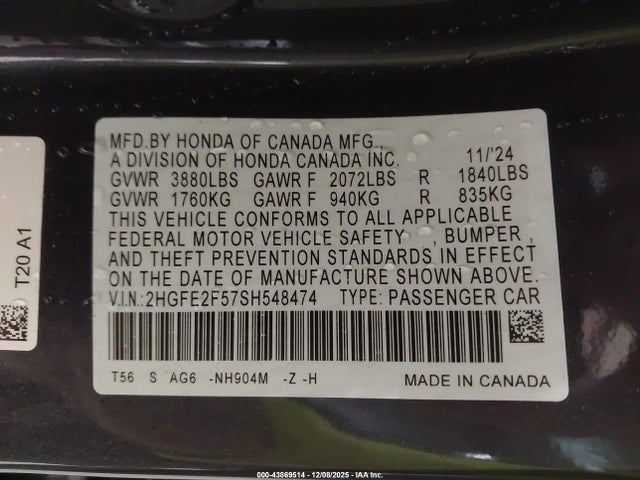 MFD.BY HONDA OF CANADA MFG.,
A DIVISION OF HONDA CANADA INC. 11/'24
GVWR 3880LBS GAWR F 2072LBS R 1840LBS
GVWR 1760KG GAWR F 940KG R 835KG
THIS VEHICLE CONFORMS TO ALL APPLICABLE
FEDERAL MOTOR VEHICLE SAFETY , BUMPER ,
AND THEFT PREVENTION STANDARDS IN EFFECT
ON THE DATE OF MANUFACTURE SHOWN ABOVE.
V.I.N.:2HGFE2F57SH548474 TYPE: PASSENGER CAR
T56 S AG6 -NH904M -Z -H MADE IN CANADA
T20 A1
000-43869514 - 12/08/2025 - IAA Inc.